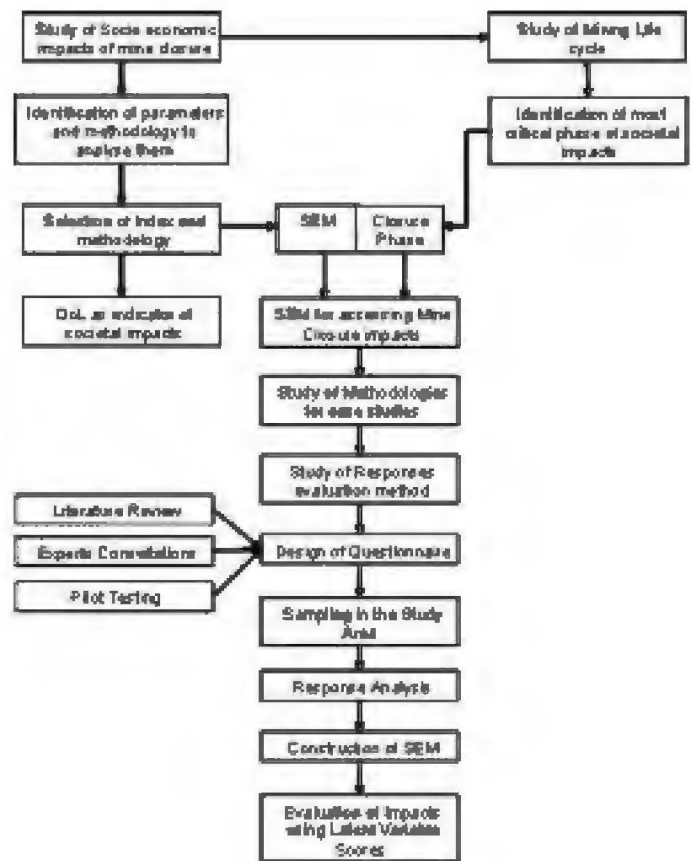 Study of Socio economic
impacts of mine closure
Study of Mining Life
cycle
Identification of parameters
and methodology to
analyse them
Identification of most
critical phase of societal
impacts
Selection of Index and
methodology
SEM
Closure
Phase
QoL as indicator of
societal impacts
SEM for assessing Mine
Closure impacts
Study of Methodologies
for case studies
Study of Responses
evaluation method
Literature Review
Experts Consultations
Pilot Testing
Design of Questionnaire
Sampling in the Study
Area
Response Analysis
Construction of SEM
Evaluation of Impacts
using Latent Variable
Scores